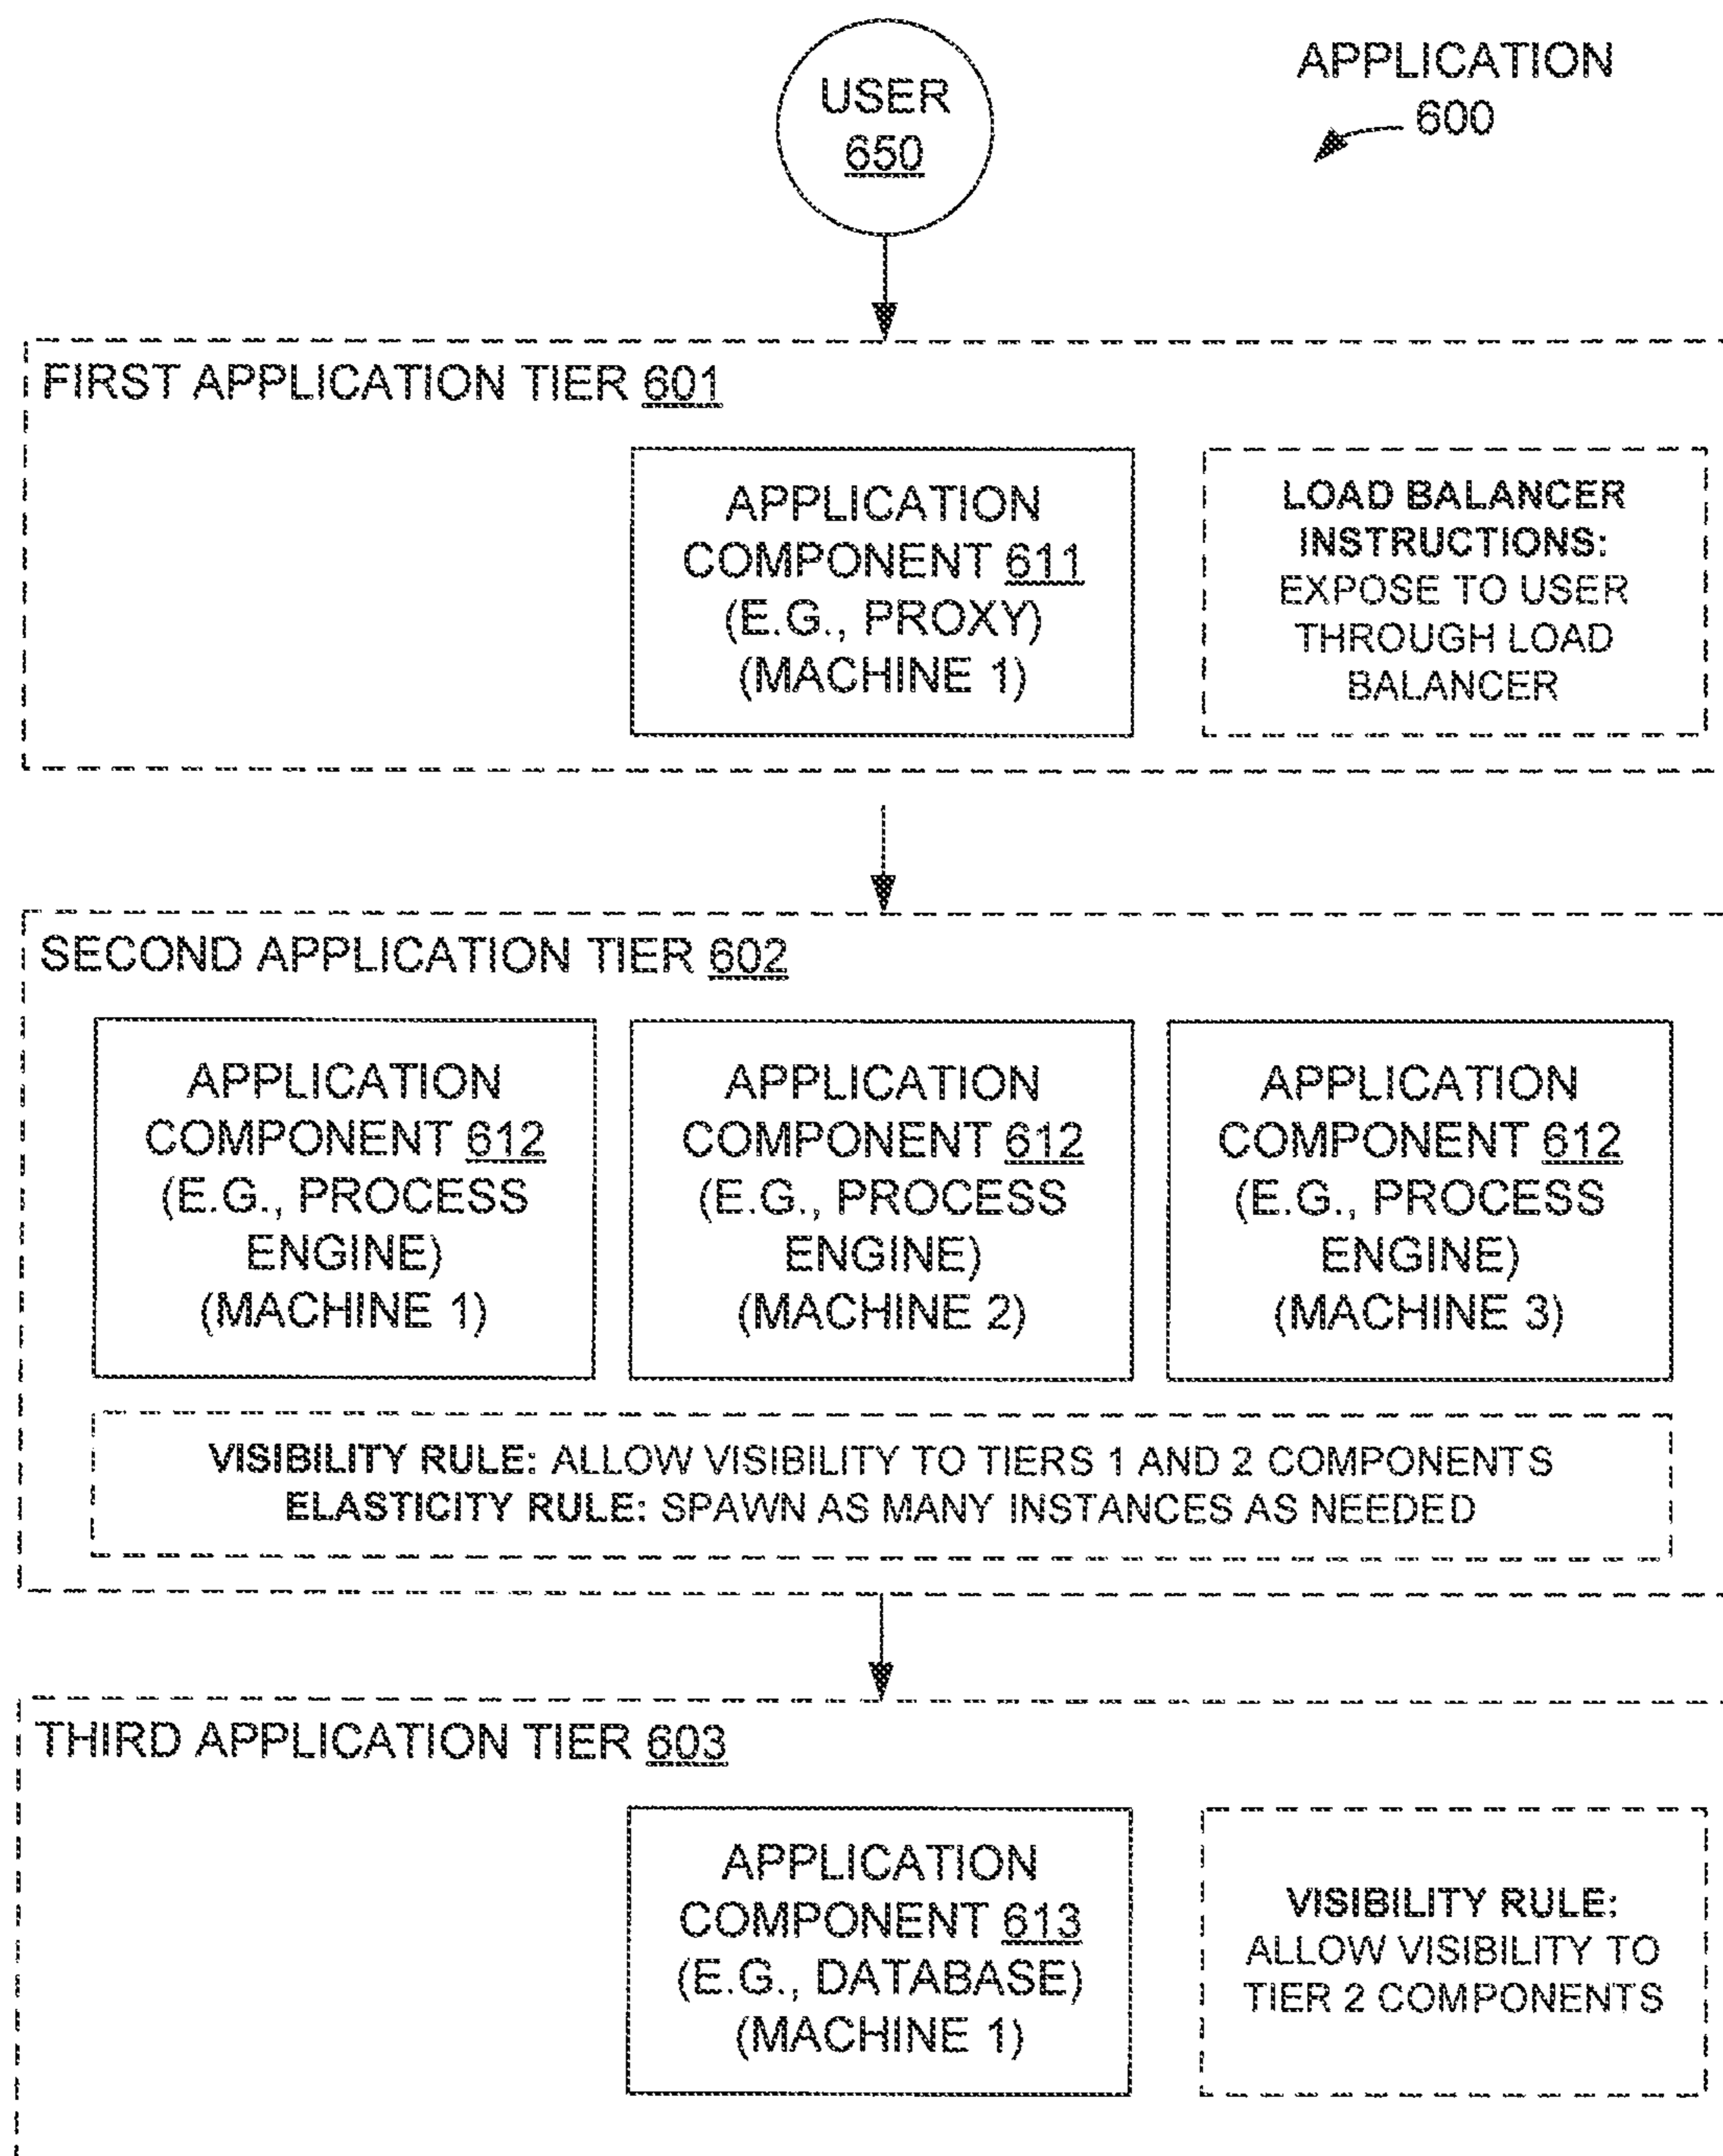 USER
650
APPLICATION
600
FIRST APPLICATION TIER 601
APPLICATION
COMPONENT 611
(E.G., PROXY)
(MACHINE 1)
LOAD BALANCER
INSTRUCTIONS:
EXPOSE TO USER
THROUGH LOAD
BALANCER
SECOND APPLICATION TIER 602
APPLICATION
COMPONENT 612
(E.G., PROCESS
ENGINE)
(MACHINE 1)
APPLICATION
COMPONENT 612
(E.G., PROCESS
ENGINE)
(MACHINE 2)
APPLICATION
COMPONENT 612
(E.G., PROCESS
ENGINE)
(MACHINE 3)
VISIBILITY RULE: ALLOW VISIBILITY TO TIERS 1 AND 2 COMPONENTS
ELASTICITY RULE: SPAWN AS MANY INSTANCES AS NEEDED
THIRD APPLICATION TIER 603
APPLICATION
COMPONENT 613
(E.G., DATABASE)
(MACHINE 1)
VISIBILITY RULE:
ALLOW VISIBILITY TO
TIER 2 COMPONENTS